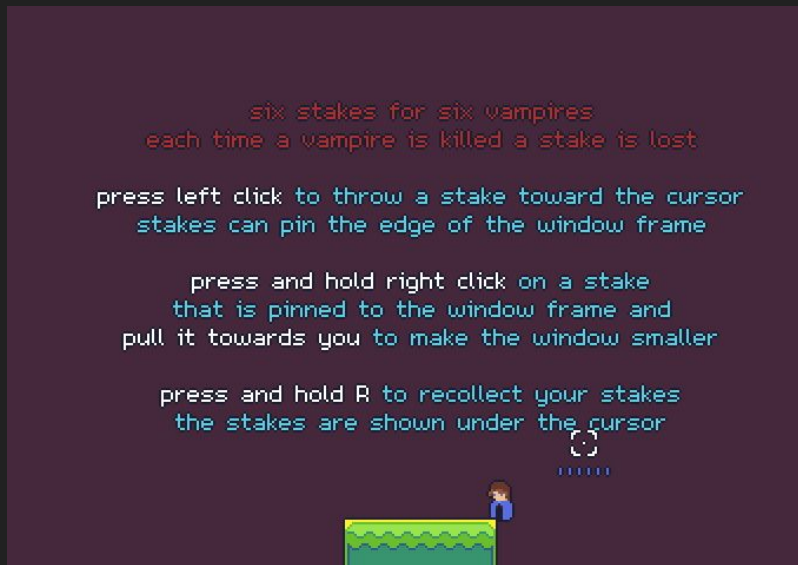 six stakes for six vampires
each time a vampire is killed a stake is lost
press left click to throw a stake toward the cursor
stakes can pin the edge of the window frame
press and hold right click on a stake
that is pinned to the window frame and
pull it towards you to make the window smaller
press and hold R to recollect your stakes
the stakes are shown under the cursor